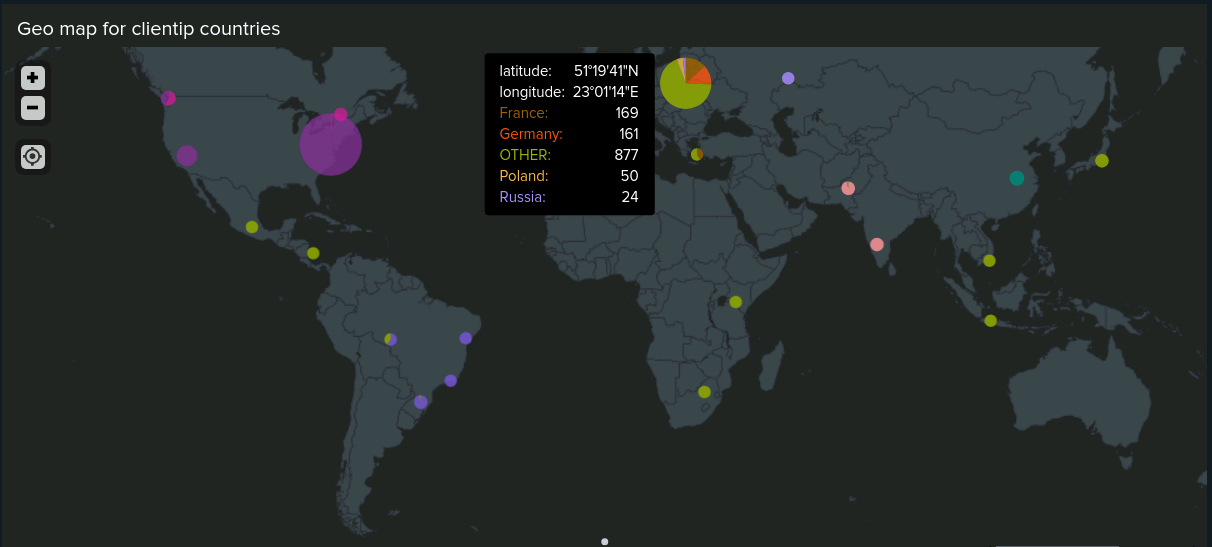 Geo map for clientip countries
latitude: 51°19'41"N
longitude: 23°01'14"E
France: 169
Germany: 161
OTHER: 877
Poland: 50
Russia: 24